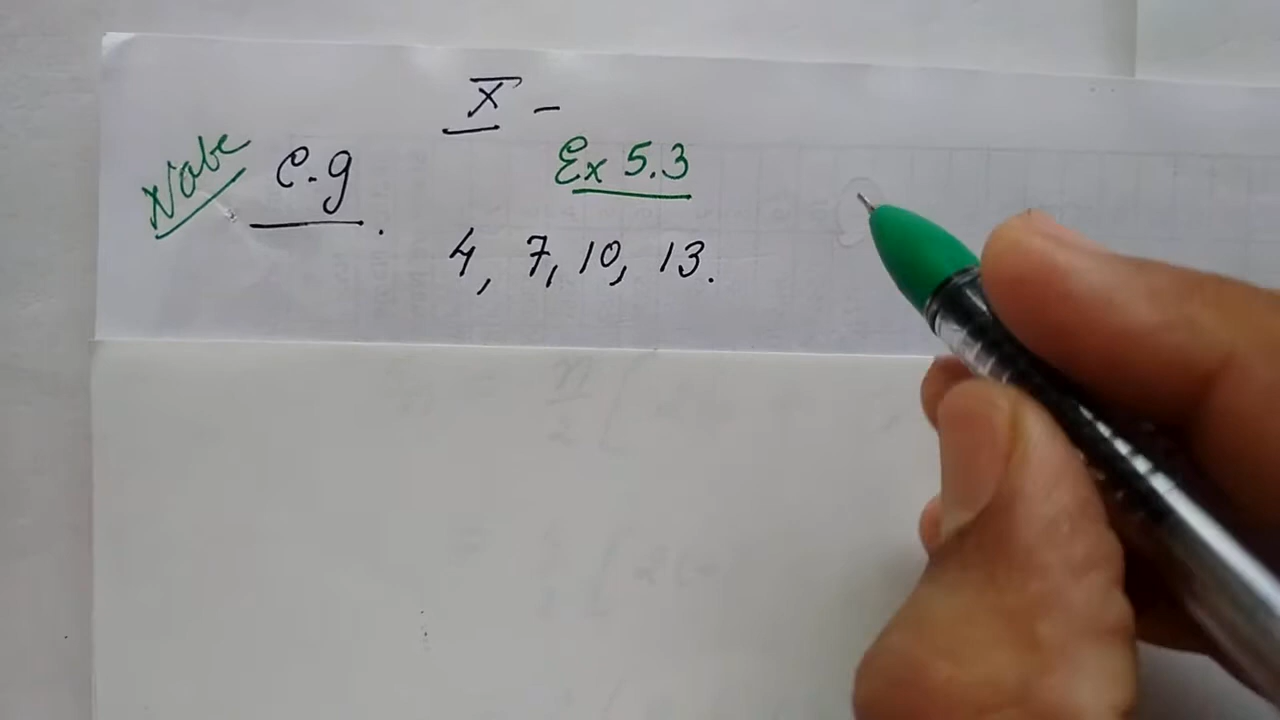 X -
Ex 5.3
Note e.g.
4, 7, 10, 13.